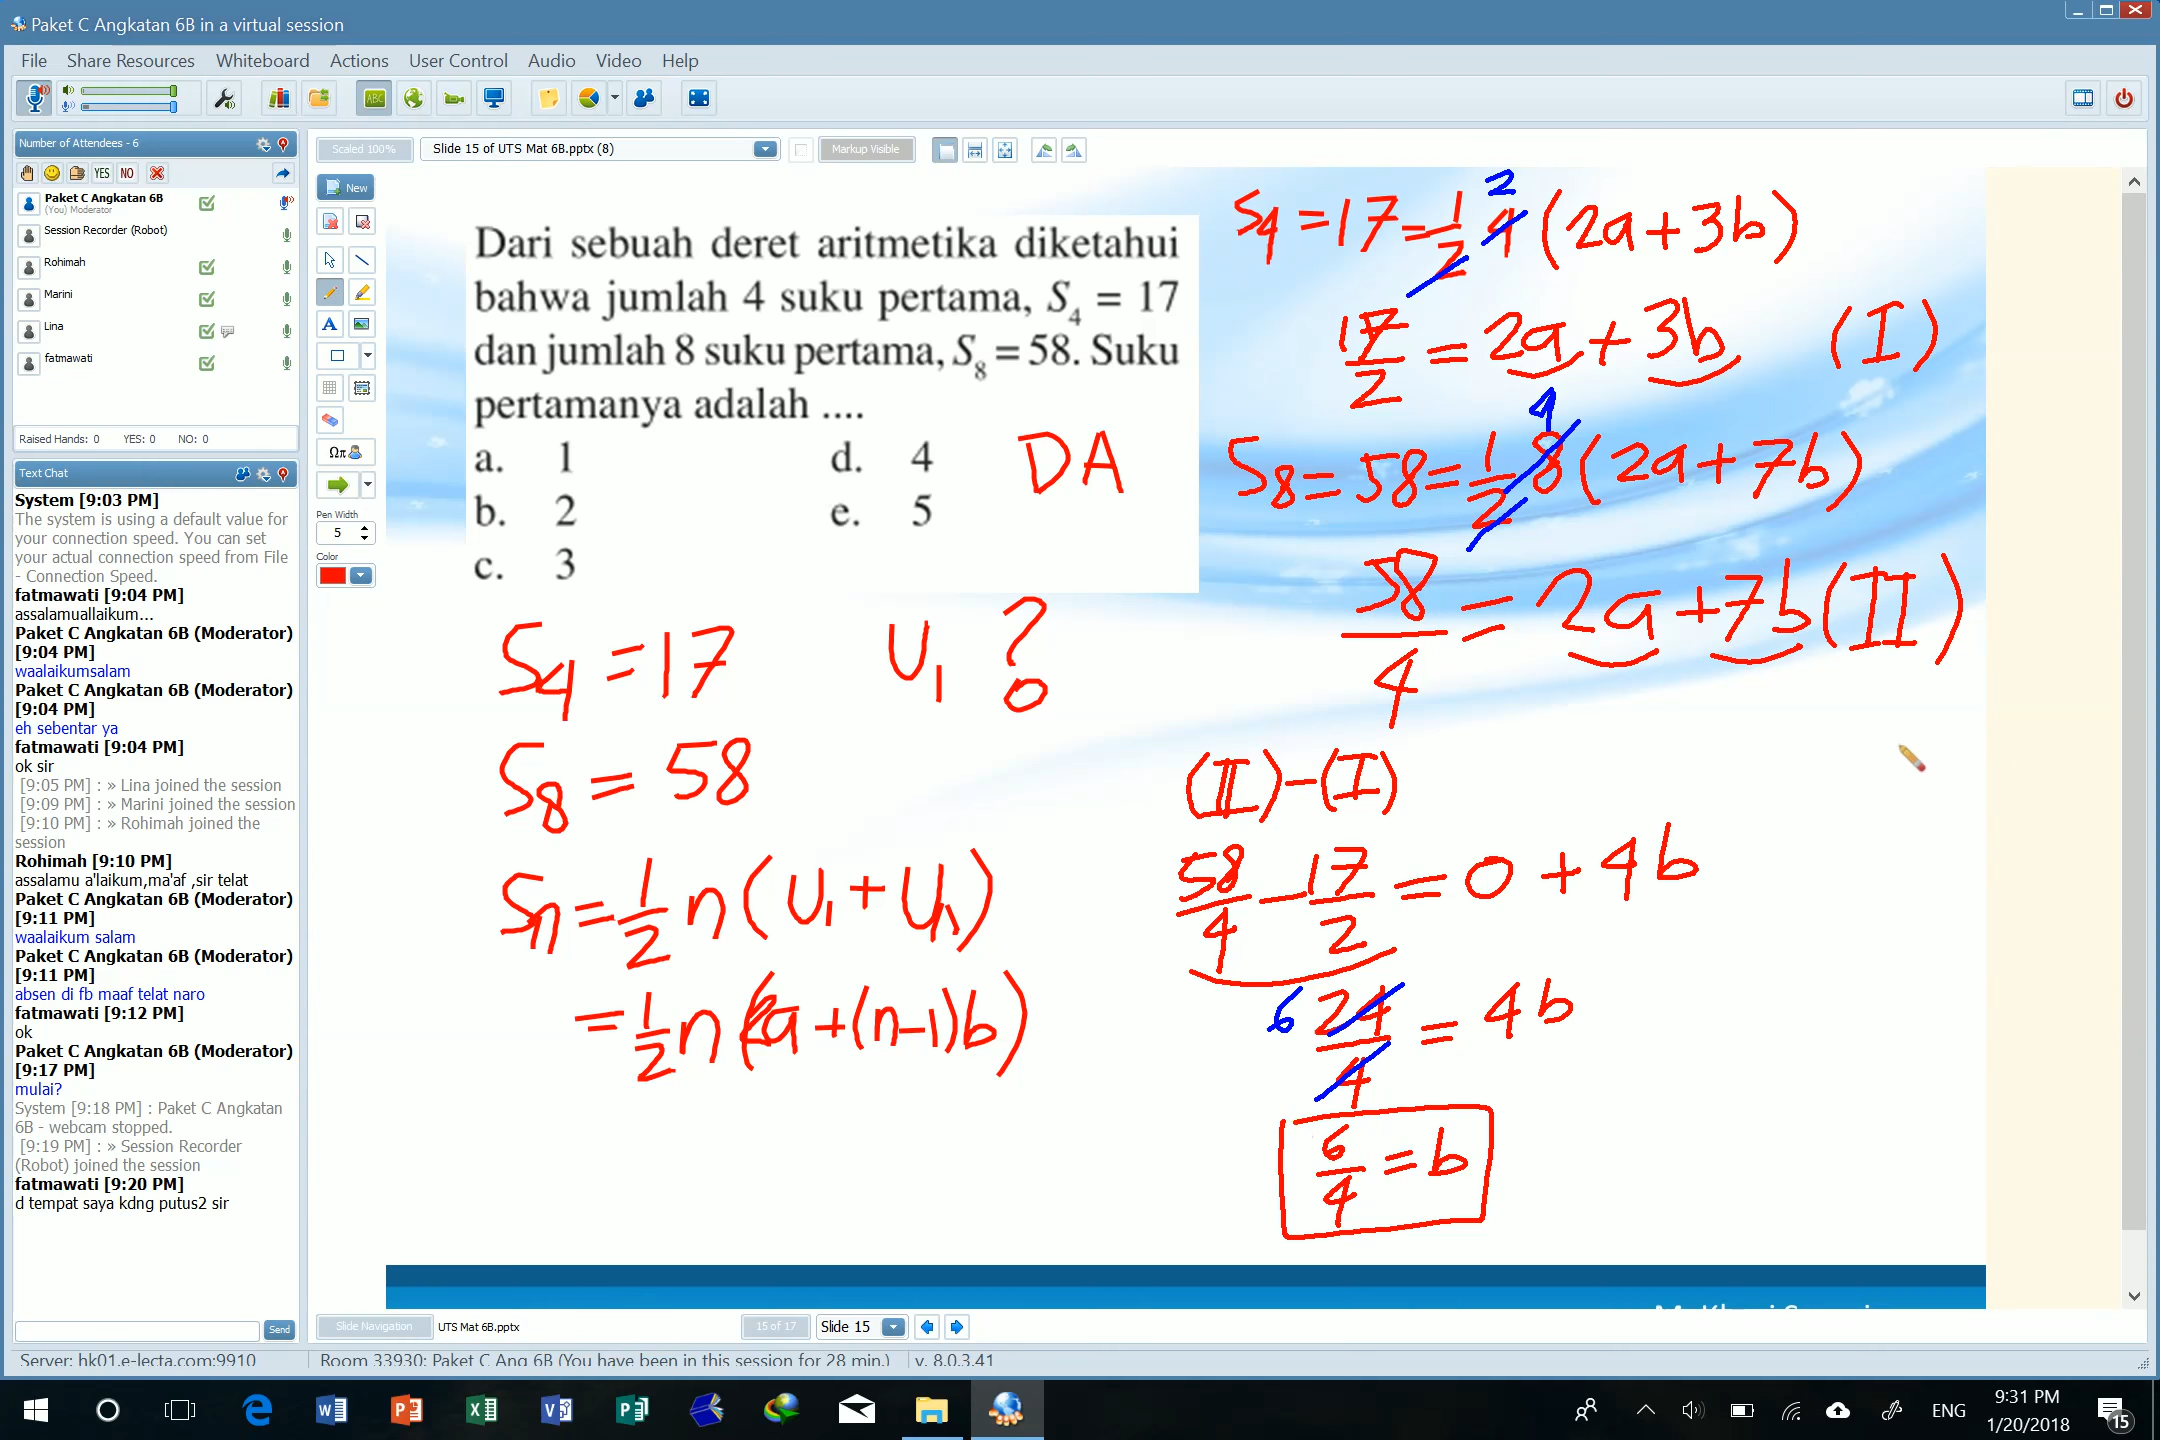 Paket C Angkatan 6B in a virtual session
File Share Resources Whiteboard Actions User Control Audio Video Help
ABC
Number of Attendees - 6
YES NO
Paket C Angkatan 6B
(You) Moderator
Session Recorder (Robot)
Rohimah
Marini
Lina
fatmawati
Raised Hands: 0 YES: 0 NO: 0
Text Chat
System [9:03 PM]
The system is using a default value for
your connection speed. You can set
your actual connection speed from File
- Connection Speed.
fatmawati [9:04 PM]
assalamuallaikum...
Paket C Angkatan 6B (Moderator)
[9:04 PM]
waalaikumsalam
Paket C Angkatan 6B (Moderator)
[9:04 PM]
eh sebentar ya
fatmawati [9:04 PM]
ok sir
[9:05 PM] : » Lina joined the session
[9:09 PM] : » Marini joined the session
[9:10 PM] : » Rohimah joined the
session
Rohimah [9:10 PM]
assalamu a'laikum,ma'af ,sir telat
Paket C Angkatan 6B (Moderator)
[9:11 PM]
waalaikum salam
Paket C Angkatan 6B (Moderator)
[9:11 PM]
absen di fb maaf telat naro
fatmawati [9:12 PM]
ok
Paket C Angkatan 6B (Moderator)
[9:17 PM]
mulai?
System [9:18 PM] : Paket C Angkatan
6B - webcam stopped.
[9:19 PM] : » Session Recorder
(Robot) joined the session
fatmawati [9:20 PM]
d tempat saya kdng putus2 sir
Send
Scaled 100% Slide 15 of UTS Mat 6B.pptx (8) Markup Visible
New
A
Ωπ
Pen Width
5
Color
Dari sebuah deret aritmetika diketahui
bahwa jumlah 4 suku pertama, S₄ = 17
dan jumlah 8 suku pertama, S₈ = 58. Suku
pertamanya adalah ....
a. 1 d. 4
b. 2 e. 5
c. 3
DA
S₄ = 17 U₁ ?
S₈ = 58
Sn = 1/2 n (U₁ + Un)
= 1/2 n (2a + (n-1)b)
2
S₄ = 17 = 1/2 4 (2a + 3b)
17/2 = 2a + 3b (I)
4
S₈ = 58 = 1/2 8 (2a + 7b)
58/4 = 2a + 7b (II)
(II) - (I)
58/4 - 17/2 = 0 + 4b
6 24/4 = 4b
6/4 = b
Slide Navigation UTS Mat 6B.pptx 15 of 17 Slide 15
Server: hk01.e-lecta.com:9910 Room 33930: Paket C Ang 6B (You have been in this session for 28 min.) v. 8.0.3.41
ENG
9:31 PM
1/20/2018
15